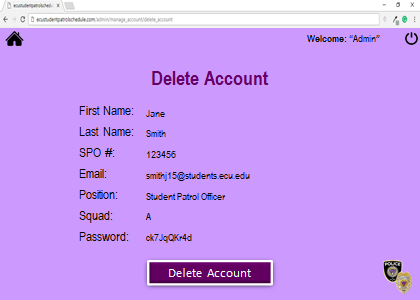 ecustudentpatrolschedule
ecustudentpatrolschedule.com/admin/manage_account/delete_account
Welcome: "Admin"
Delete Account
First Name: Jane
Last Name: Smith
SPO #: 123456
Email: smithj15@students.ecu.edu
Position: Student Patrol Officer
Squad: A
Password: ck7JqQKr4d
Delete Account
POLICE